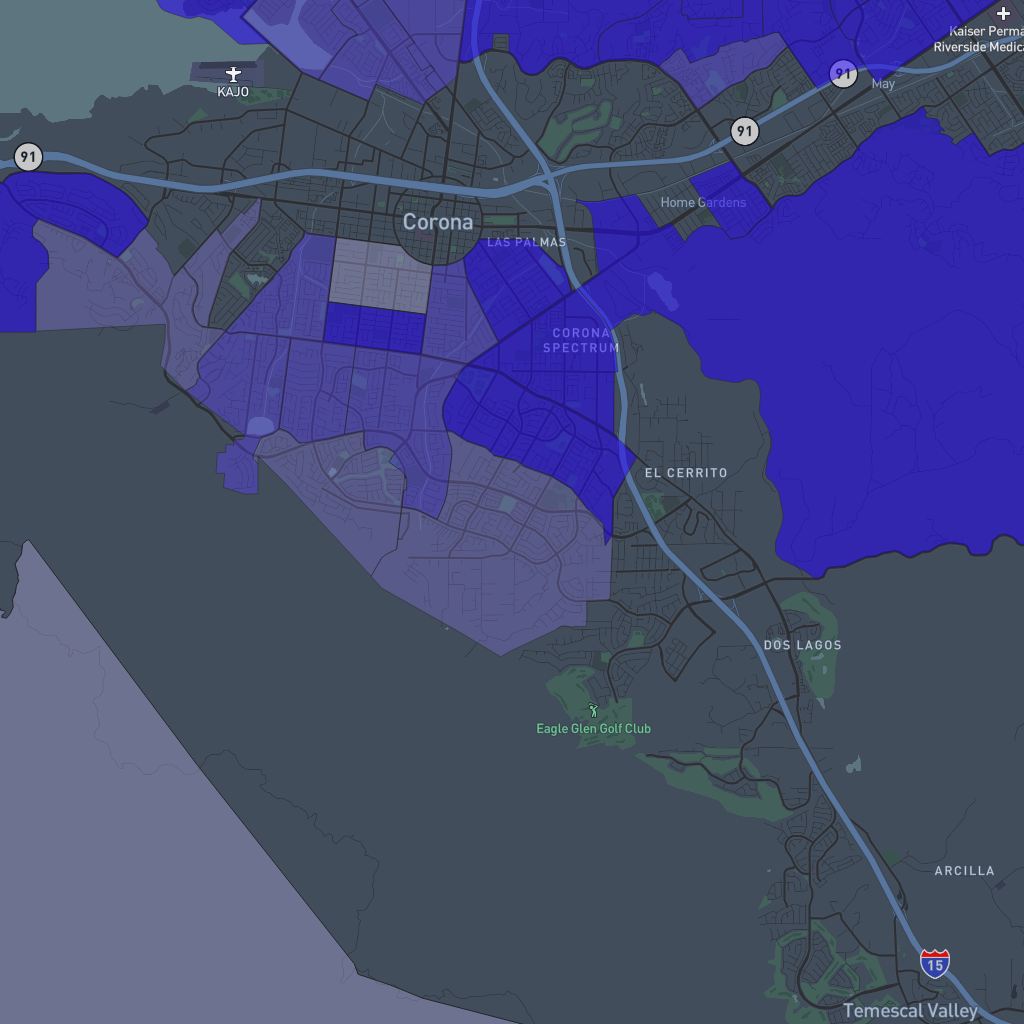 Kaiser Perma
Riverside Medica
91
KAJO
May
91
91
Home Gardens
Corona
LAS PALMAS
CORONA
SPECTRUM
EL CERRITO
DOS LAGOS
Eagle Glen Golf Club
ARCILLA
15
Temescal Valley